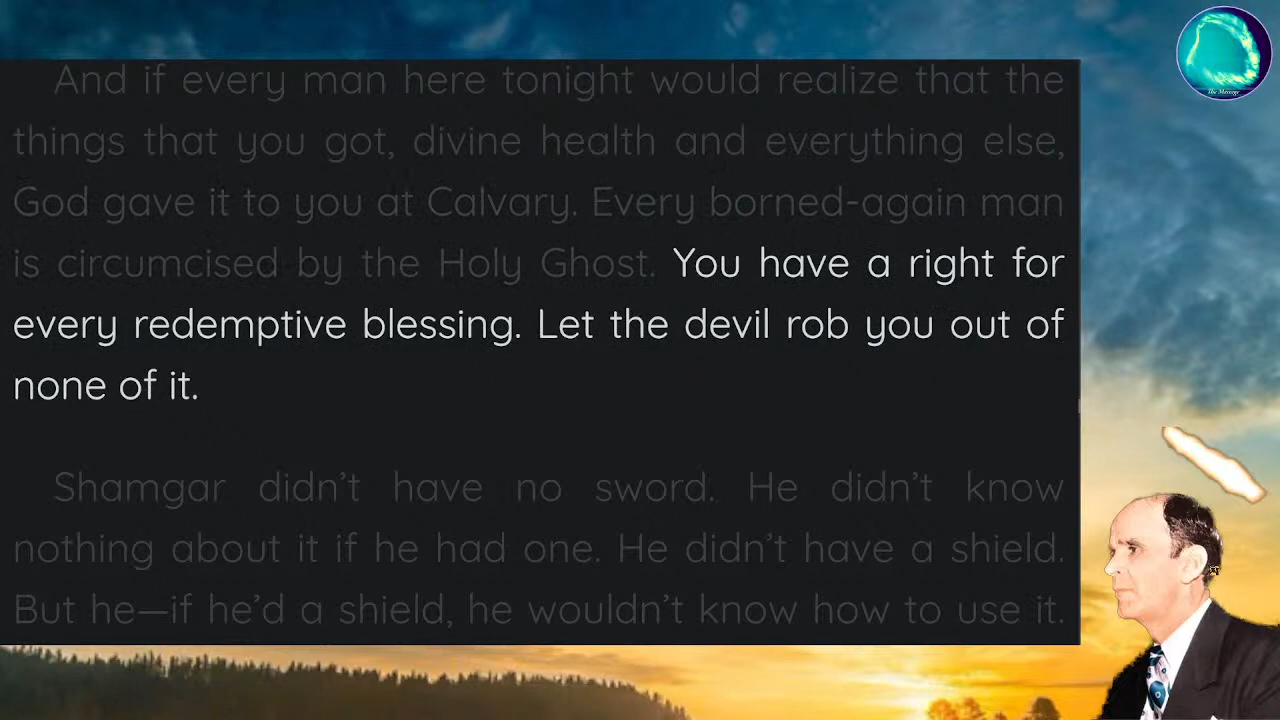 The Message
And if every man here tonight would realize that the
things that you got, divine health and everything else,
God gave it to you at Calvary. Every borned-again man
is circumcised by the Holy Ghost. You have a right for
every redemptive blessing. Let the devil rob you out of
none of it.
Shamgar didn't have no sword. He didn't know
nothing about it if he had one. He didn't have a shield.
But he—if he'd a shield, he wouldn't know how to use it.